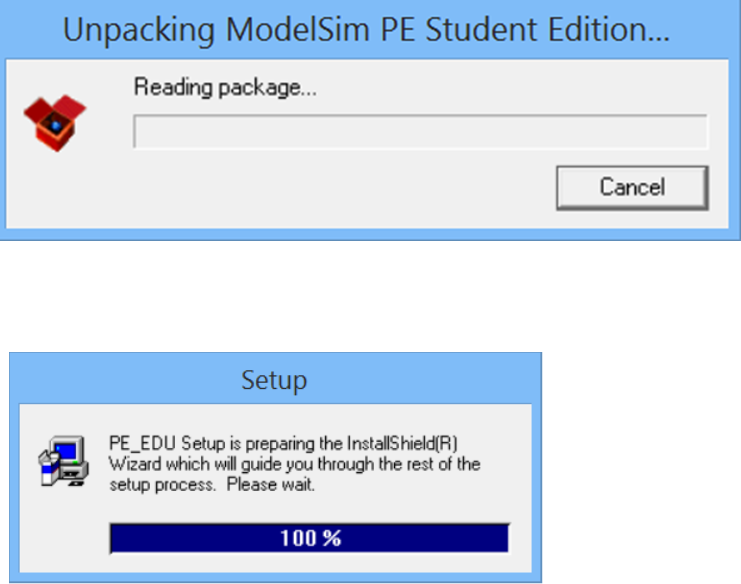 Unpacking ModelSim PE Student Edition...
Reading package...
Cancel
Setup
PE_EDU Setup is preparing the InstallShield(R)
Wizard which will guide you through the rest of the
setup process. Please wait.
100 %